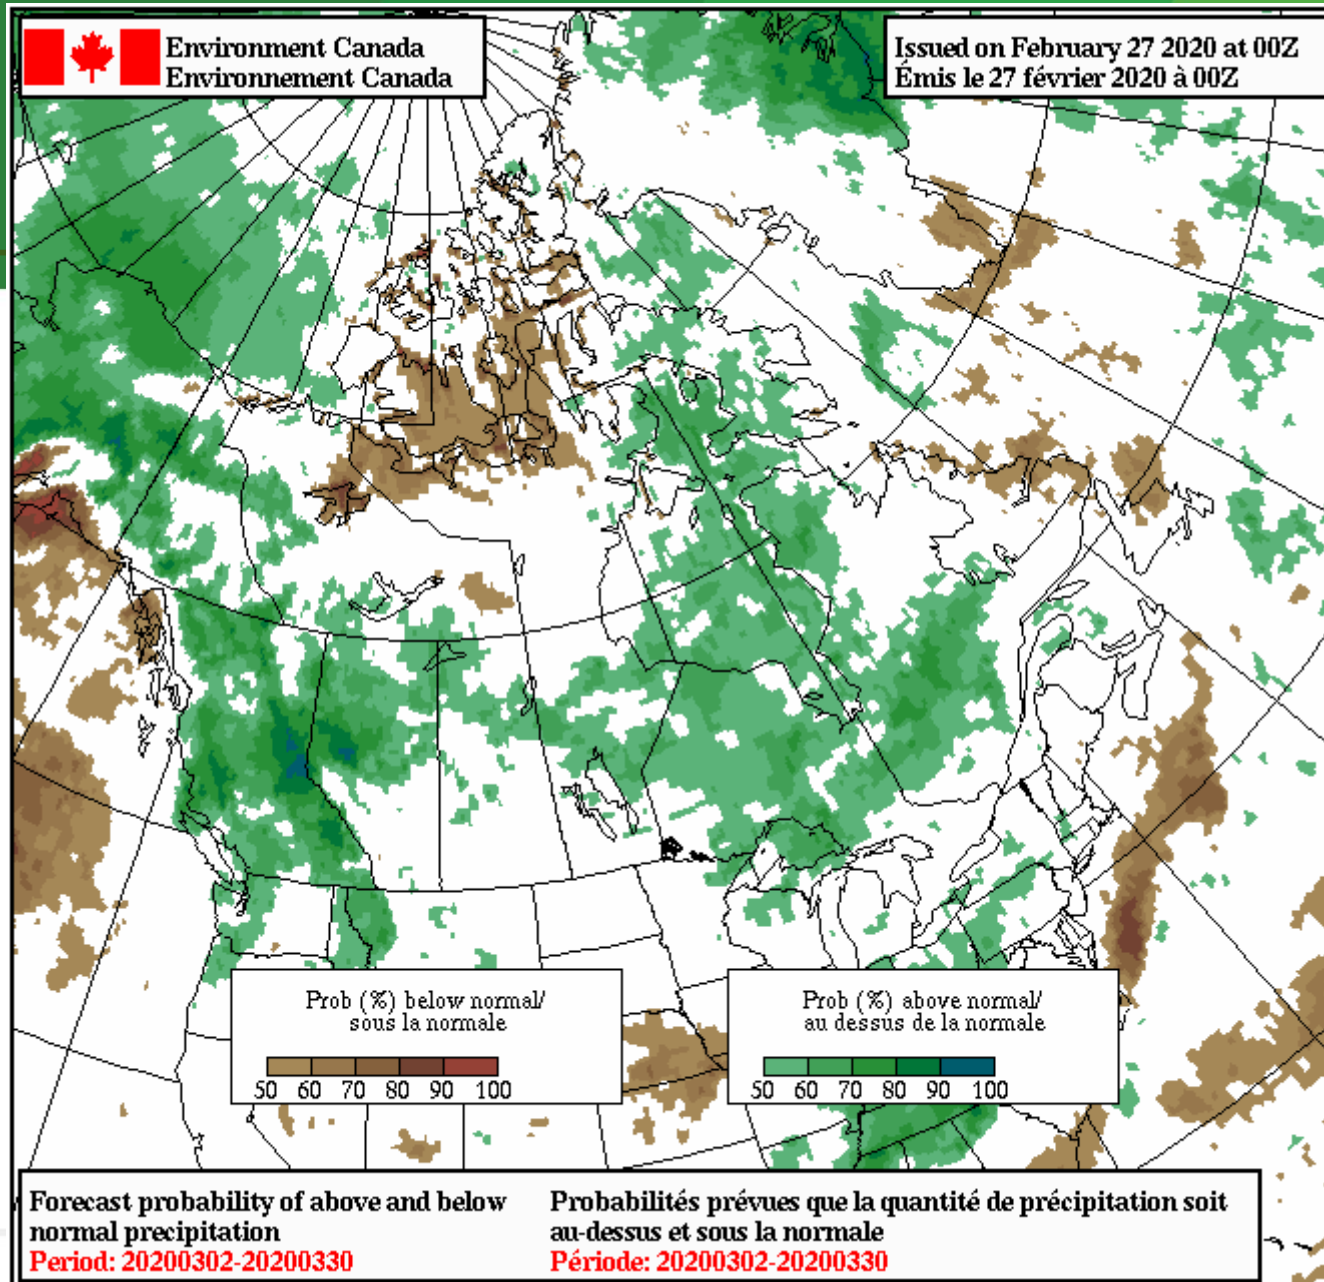 Environment Canada
Environnement Canada
Issued on February 27 2020 at 00Z
Émis le 27 février 2020 à 00Z
Prob (%) below normal/
sous la normale
50 60 70 80 90 100
Prob (%) above normal/
au dessus de la normale
50 60 70 80 90 100
Forecast probability of above and below
normal precipitation
Period: 20200302-20200330
Probabilités prévues que la quantité de précipitation soit
au-dessus et sous la normale
Période: 20200302-20200330